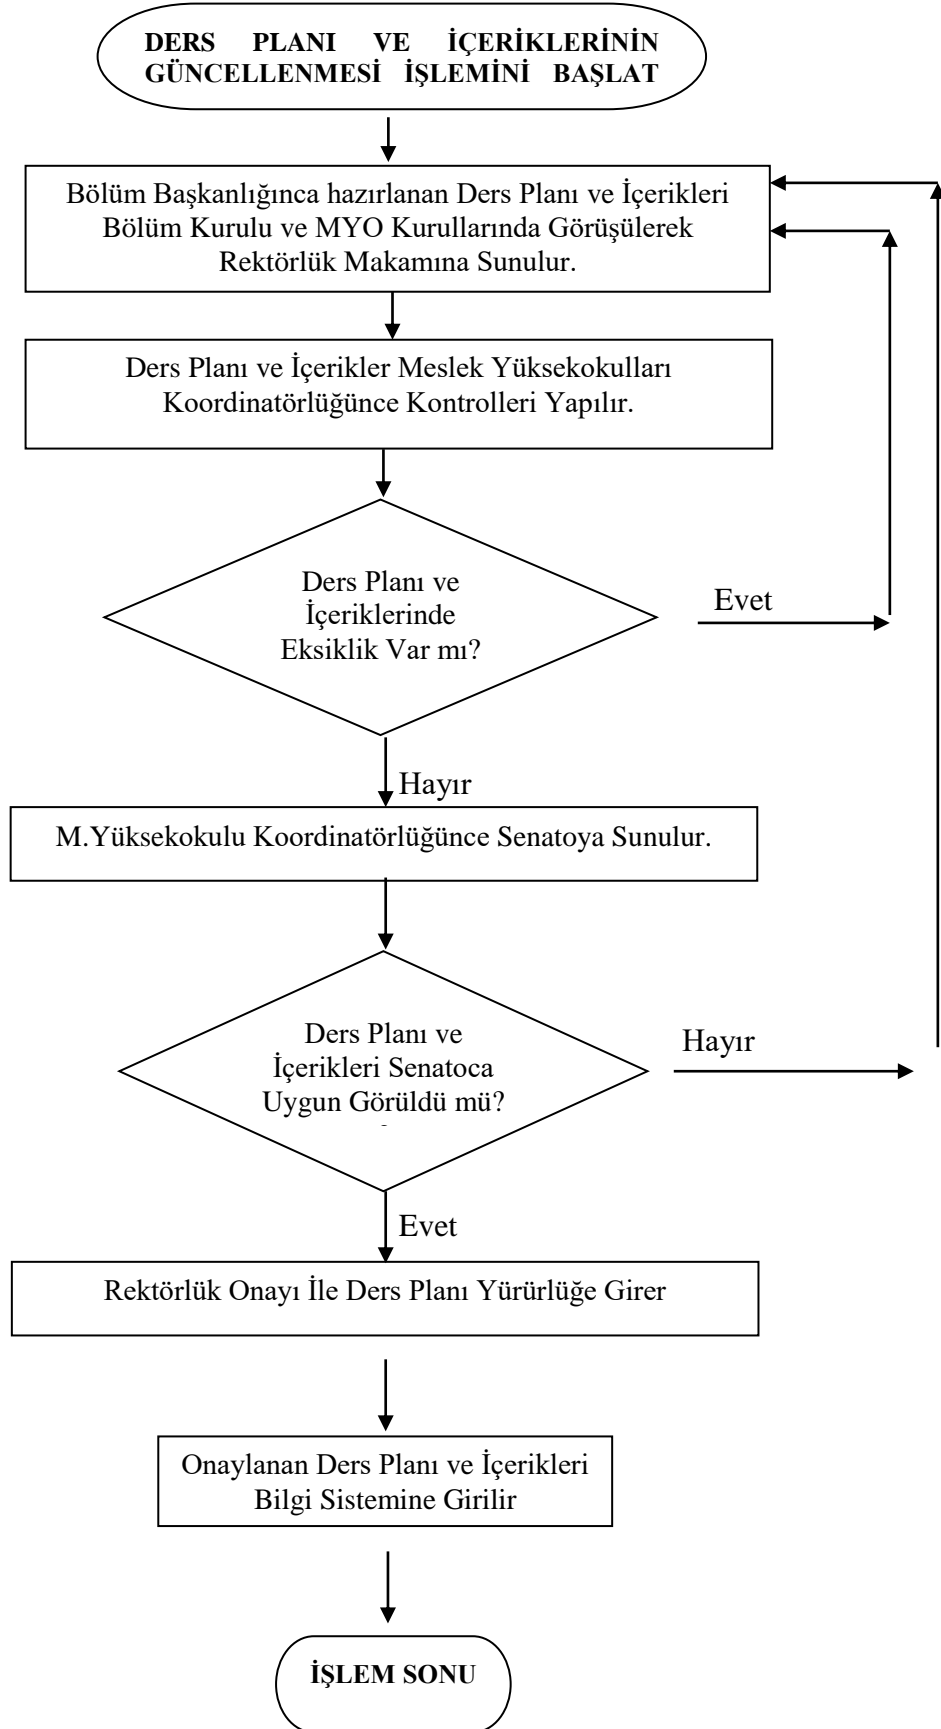 DERS PLANI VE İÇERİKLERİNİN
GÜNCELLENMESİ İŞLEMİNİ BAŞLAT
Bölüm Başkanlığınca hazırlanan Ders Planı ve İçerikleri
Bölüm Kurulu ve MYO Kurullarında Görüşülerek
Rektörlük Makamına Sunulur.
Ders Planı ve İçerikler Meslek Yüksekokulları
Koordinatörlüğünce Kontrolleri Yapılır.
Ders Planı ve
İçeriklerinde
Eksiklik Var mı?
Evet
Hayır
M.Yüksekokulu Koordinatörlüğünce Senatoya Sunulur.
Ders Planı ve
İçerikleri Senatoca
Uygun Görüldü mü?
Hayır
Evet
Rektörlük Onayı İle Ders Planı Yürürlüğe Girer
Onaylanan Ders Planı ve İçerikleri
Bilgi Sistemine Girilir
İŞLEM SONU